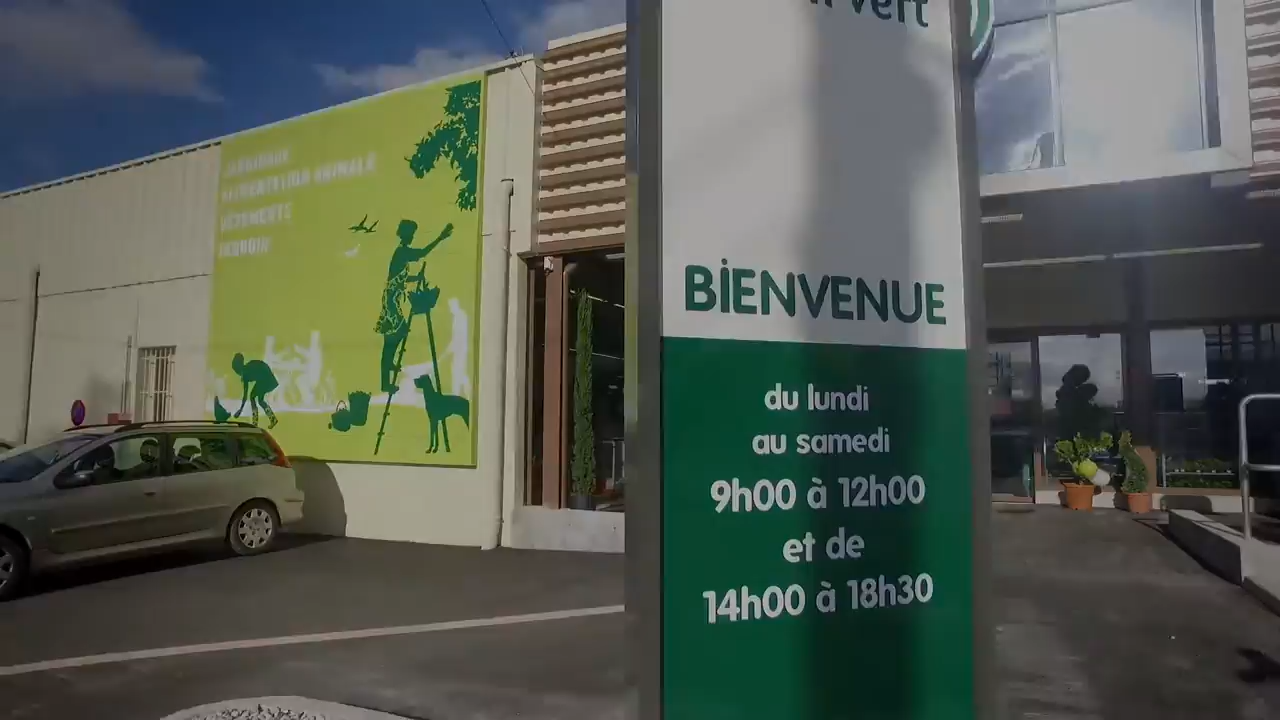 JARDINAGE
ALIMENTATION ANIMALE
VÊTEMENTS
TERROIR
vert
BIENVENUE
du lundi
au samedi
9h00 à 12h00
et de
14h00 à 18h30